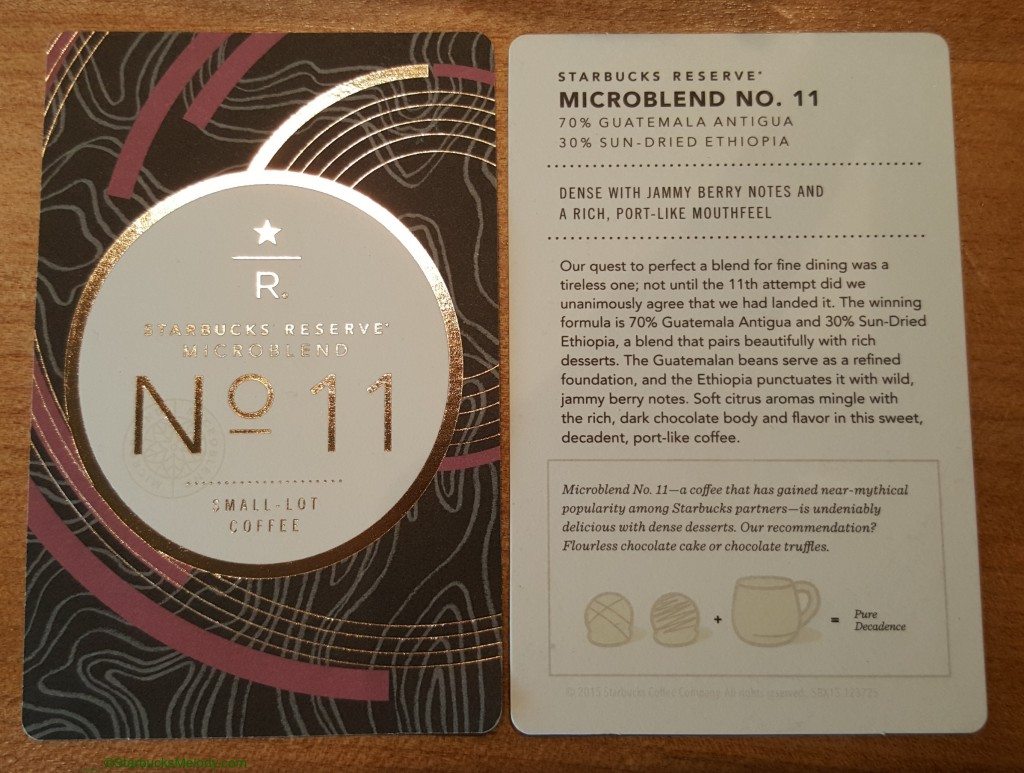 R.
STARBUCKS RESERVE*
MICROBLEND
No 11
SMALL-LOT
COFFEE
STARBUCKS RESERVE*
MICROBLEND NO. 11
70% GUATEMALA ANTIGUA
30% SUN-DRIED ETHIOPIA
DENSE WITH JAMMY BERRY NOTES AND
A RICH, PORT-LIKE MOUTHFEEL
Our quest to perfect a blend for fine dining was a
tireless one; not until the 11th attempt did we
unanimously agree that we had landed it. The winning
formula is 70% Guatemala Antigua and 30% Sun-Dried
Ethiopia, a blend that pairs beautifully with rich
desserts. The Guatemalan beans serve as a refined
foundation, and the Ethiopia punctuates it with wild,
jammy berry notes. Soft citrus aromas mingle with
the rich, dark chocolate body and flavor in this sweet,
decadent, port-like coffee.
Microblend No. 11—a coffee that has gained near-mythical
popularity among Starbucks partners—is undeniably
delicious with dense desserts. Our recommendation?
Flourless chocolate cake or chocolate truffles.
+ = Pure
Decadence
© 2015 Starbucks Coffee Company. All rights reserved.
©StarbucksMelody.com